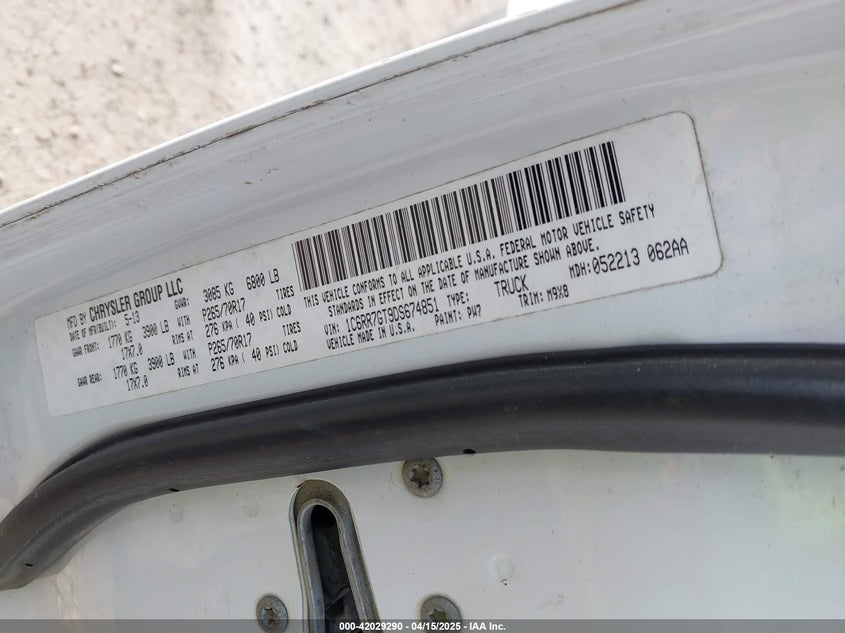 MFD BY CHRYSLER GROUP LLC
DATE OF MFR(BUILT): 5-13 GVWR: 3085 KG 6800 LB
GAWR FRONT: 1770 KG 3900 LB WITH P265/70R17 TIRES
17X7.0 RIMS AT 276 KPA ( 40 PSI) COLD
GAWR REAR: 1770 KG 3900 LB WITH P265/70R17 TIRES
17X7.0 RIMS AT 276 KPA ( 40 PSI) COLD
THIS VEHICLE CONFORMS TO ALL APPLICABLE U.S.A. FEDERAL MOTOR VEHICLE SAFETY
STANDARDS IN EFFECT ON THE DATE OF MANUFACTURE SHOWN ABOVE.
VIN: 1C6RR7GT9DS674851 TYPE: TRUCK MDH: 052213 062AA
VEHICLE MADE IN U.S.A. PAINT: PW7 TRIM: M9X8
000-42029290 - 04/15/2025 - IAA Inc.